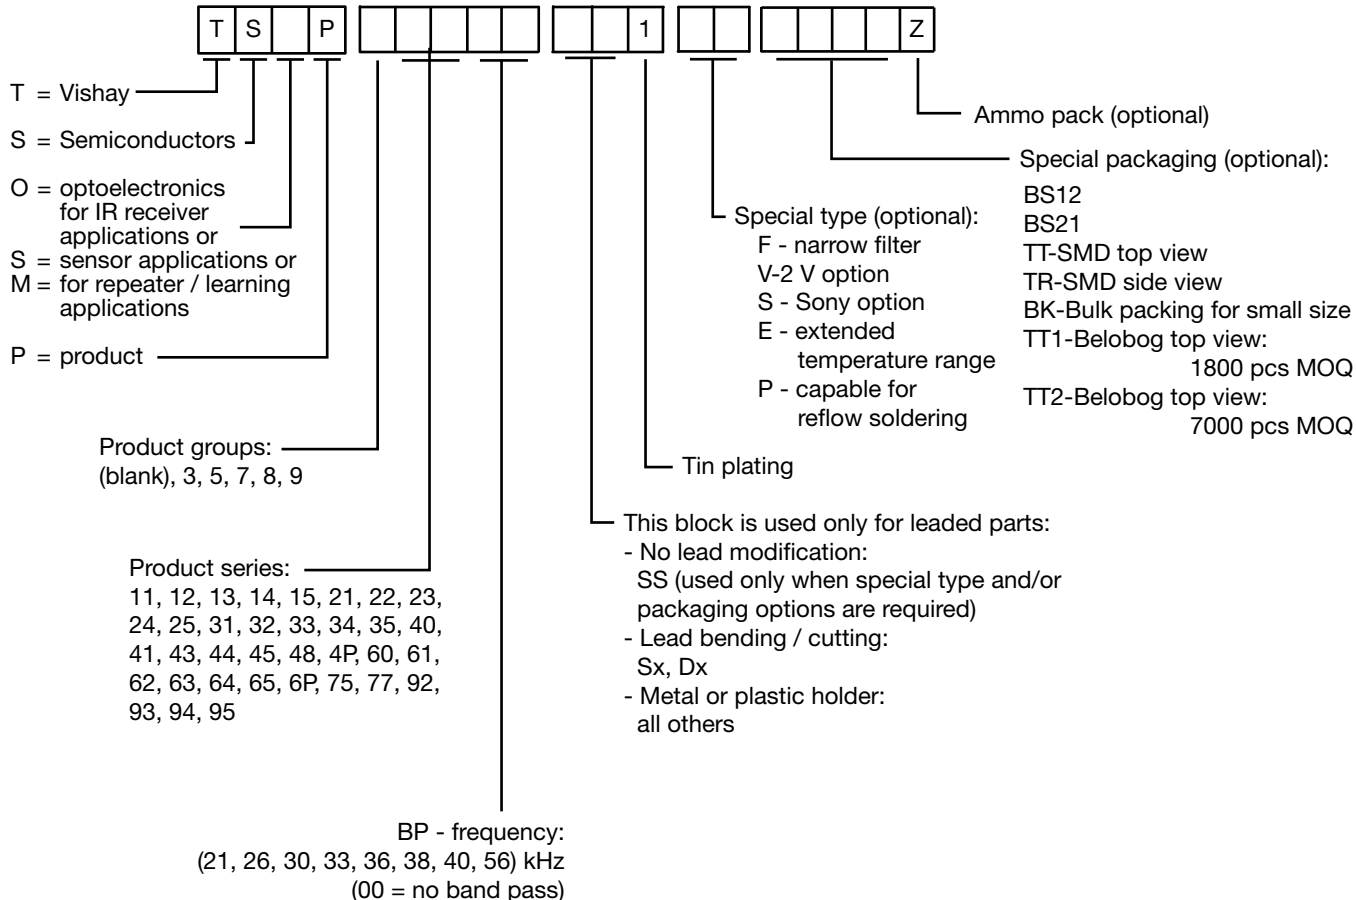 T S P 1 Z
T = Vishay
S = Semiconductors
O = optoelectronics
for IR receiver
applications or
S = sensor applications or
M = for repeater / learning
applications
P = product
Product groups:
(blank), 3, 5, 7, 8, 9
Product series:
11, 12, 13, 14, 15, 21, 22, 23,
24, 25, 31, 32, 33, 34, 35, 40,
41, 43, 44, 45, 48, 4P, 60, 61,
62, 63, 64, 65, 6P, 75, 77, 92,
93, 94, 95
BP - frequency:
(21, 26, 30, 33, 36, 38, 40, 56) kHz
(00 = no band pass)
This block is used only for leaded parts:
- No lead modification:
SS (used only when special type and/or
packaging options are required)
- Lead bending / cutting:
Sx, Dx
- Metal or plastic holder:
all others
Tin plating
Special type (optional):
F - narrow filter
V-2 V option
S - Sony option
E - extended
temperature range
P - capable for
reflow soldering
Ammo pack (optional)
Special packaging (optional):
BS12
BS21
TT-SMD top view
TR-SMD side view
BK-Bulk packing for small size
TT1-Belobog top view:
1800 pcs MOQ
TT2-Belobog top view:
7000 pcs MOQ